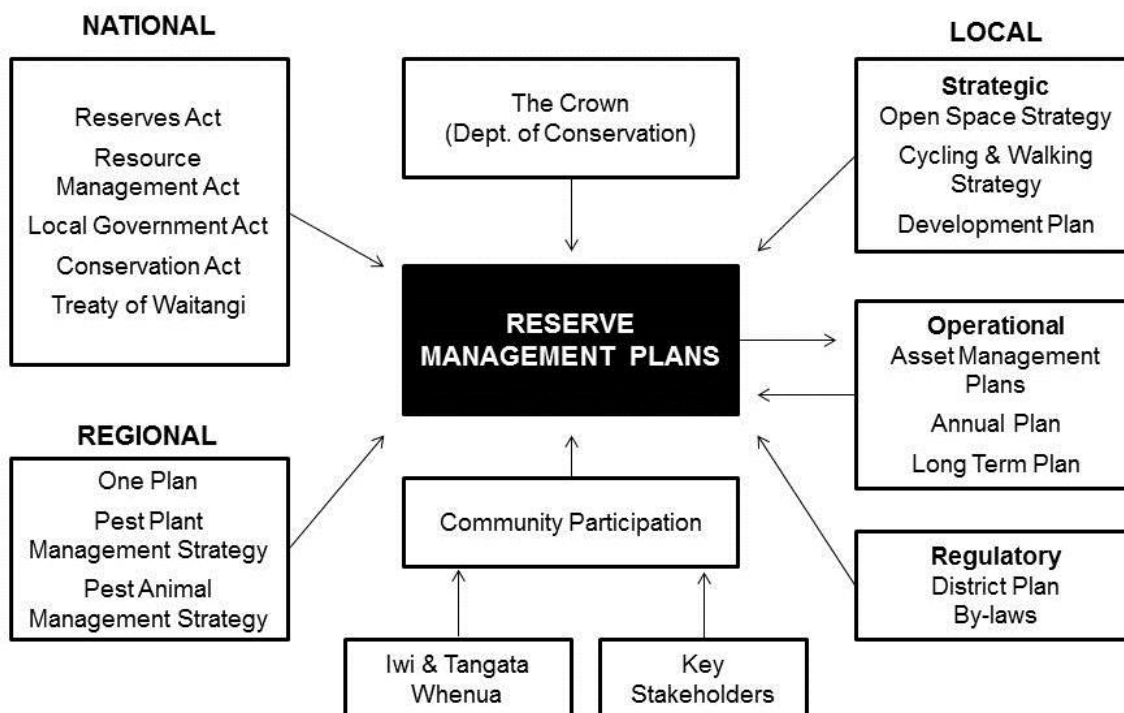 NATIONAL
Reserves Act
Resource
Management Act
Local Government Act
Conservation Act
Treaty of Waitangi
The Crown
(Dept. of Conservation)
LOCAL
Strategic
Open Space Strategy
Cycling & Walking
Strategy
Development Plan
RESERVE
MANAGEMENT PLANS
Operational
Asset Management
Plans
Annual Plan
Long Term Plan
REGIONAL
One Plan
Pest Plant
Management Strategy
Pest Animal
Management Strategy
Community Participation
Regulatory
District Plan
By-laws
Iwi & Tangata
Whenua
Key
Stakeholders